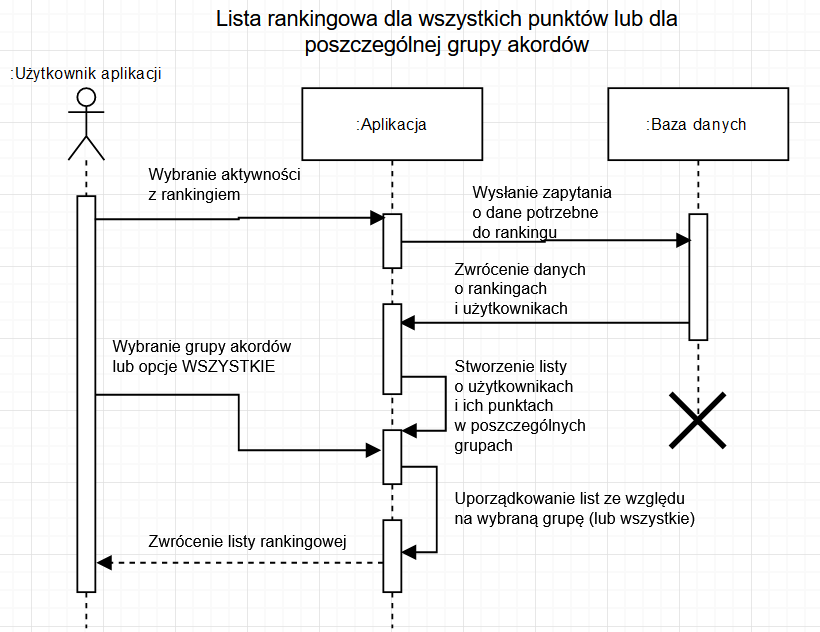 Lista rankingowa dla wszystkich punktów lub dla
poszczególnej grupy akordów
:Użytkownik aplikacji
:Aplikacja
:Baza danych
Wybranie aktywności
z rankingiem
Wysłanie zapytania
o dane potrzebne
do rankingu
Zwrócenie danych
o rankingach
i użytkownikach
Wybranie grupy akordów
lub opcje WSZYSTKIE
Stworzenie listy
o użytkownikach
i ich punktach
w poszczególnych
grupach
Uporządkowanie list ze względu
na wybraną grupę (lub wszystkie)
Zwrócenie listy rankingowej